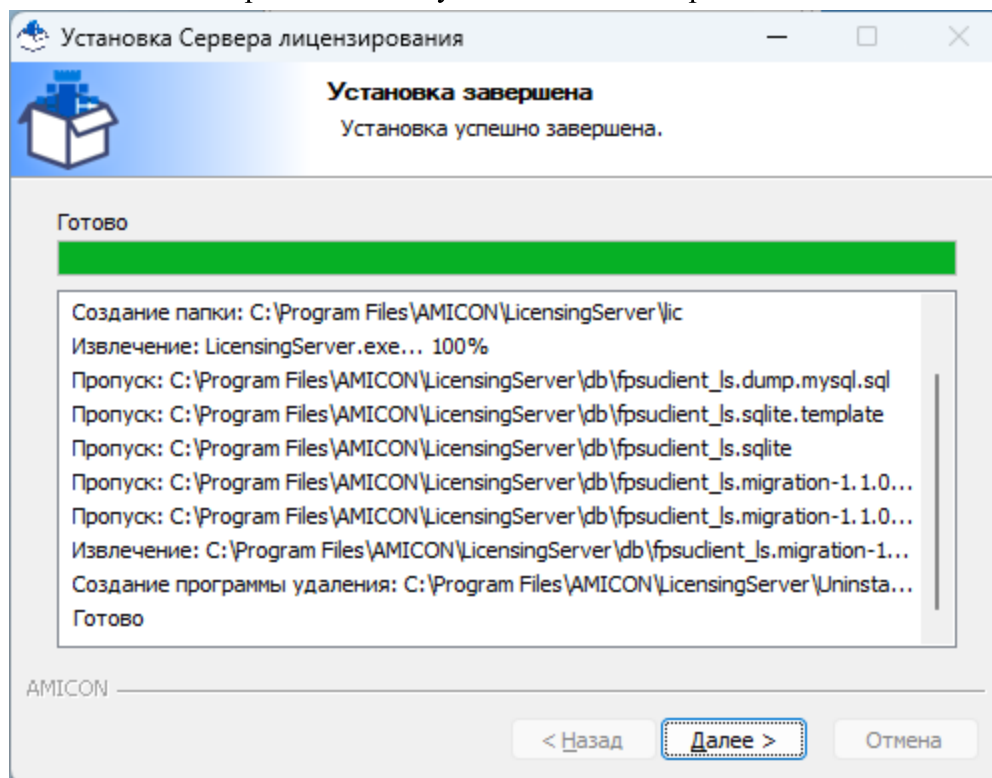 Установка Сервера лицензирования
Установка завершена
Установка успешно завершена.
Готово
Создание папки: C:\Program Files\AMICON\LicensingServer\lic
Извлечение: LicensingServer.exe... 100%
Пропуск: C:\Program Files\AMICON\LicensingServer\db\fpsuclient_ls.dump.mysql.sql
Пропуск: C:\Program Files\AMICON\LicensingServer\db\fpsuclient_ls.sqlite.template
Пропуск: C:\Program Files\AMICON\LicensingServer\db\fpsuclient_ls.sqlite
Пропуск: C:\Program Files\AMICON\LicensingServer\db\fpsuclient_ls.migration-1.1.0...
Пропуск: C:\Program Files\AMICON\LicensingServer\db\fpsuclient_ls.migration-1.1.0...
Извлечение: C:\Program Files\AMICON\LicensingServer\db\fpsuclient_ls.migration-1...
Создание программы удаления: C:\Program Files\AMICON\LicensingServer\Uninsta...
Готово
AMICON
< Назад Далее > Отмена